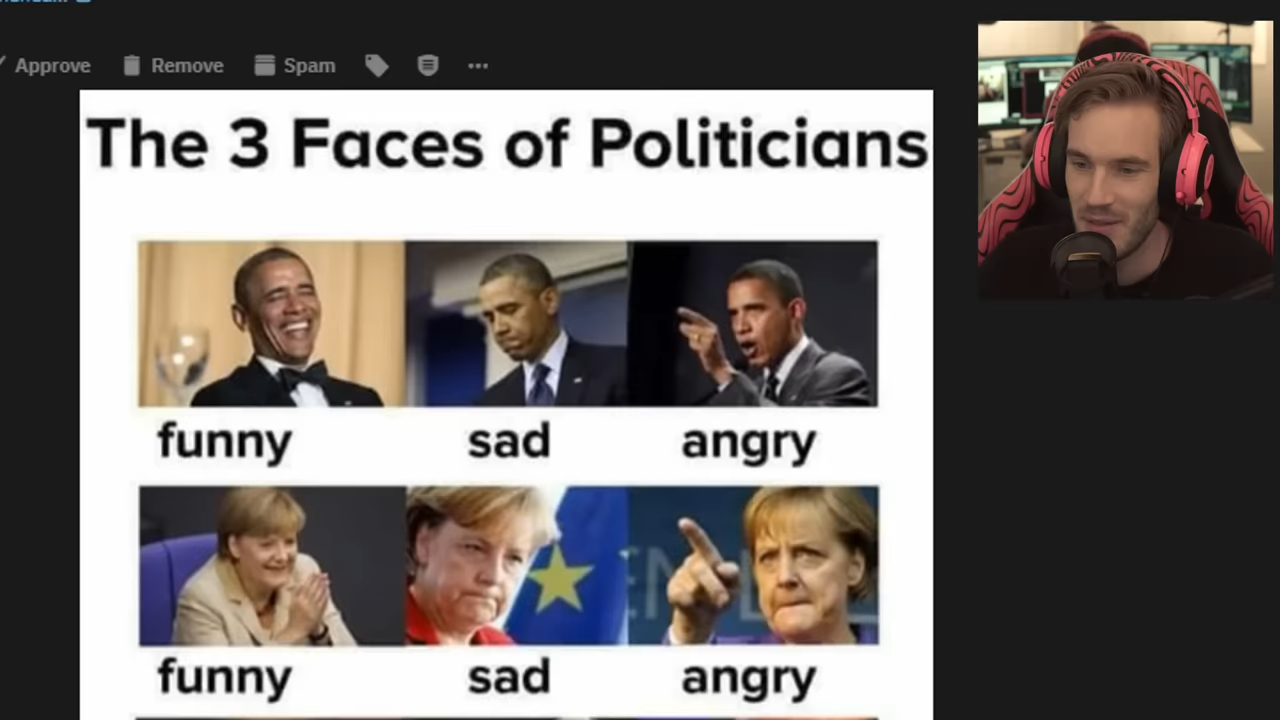 Approve Remove Spam
The 3 Faces of Politicians
funny sad angry
funny sad angry